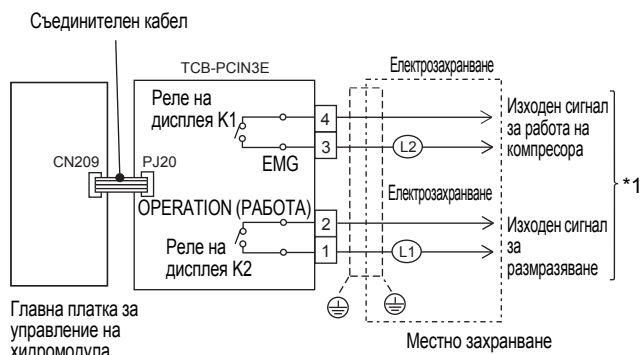 Съединителен кабел
TCB-PCIN3E
Електрозахранване
Реле на
дисплея K1
4
3
EMG
L2
Изходен сигнал
за работа на
компресора
CN209
PJ20
*1
OPERATION (РАБОТА)
Електрозахранване
2
1
Реле на
дисплея K2
L1
Изходен сигнал
за
размразяване
Главна платка за
управление на
хидромодула
Местно захранване